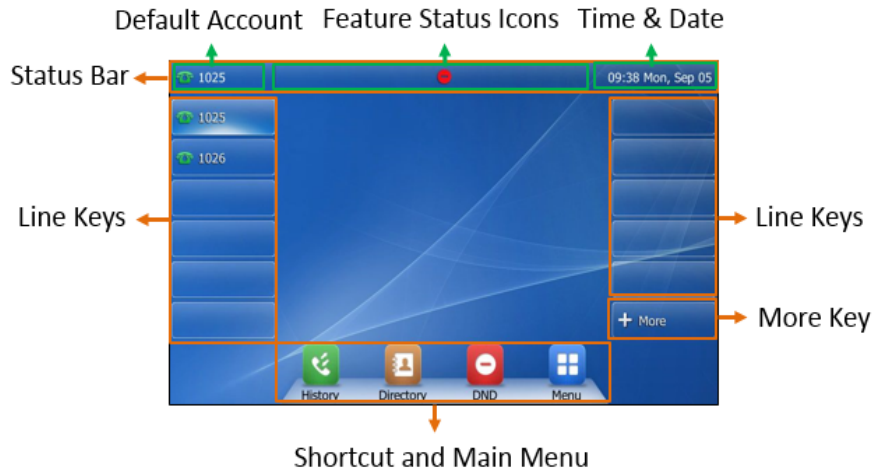 Default Account Feature Status Icons Time & Date
Status Bar
1025
09:38 Mon, Sep 05
1025
1026
Line Keys
Line Keys
+ More
More Key
History Directory DND Menu
Shortcut and Main Menu